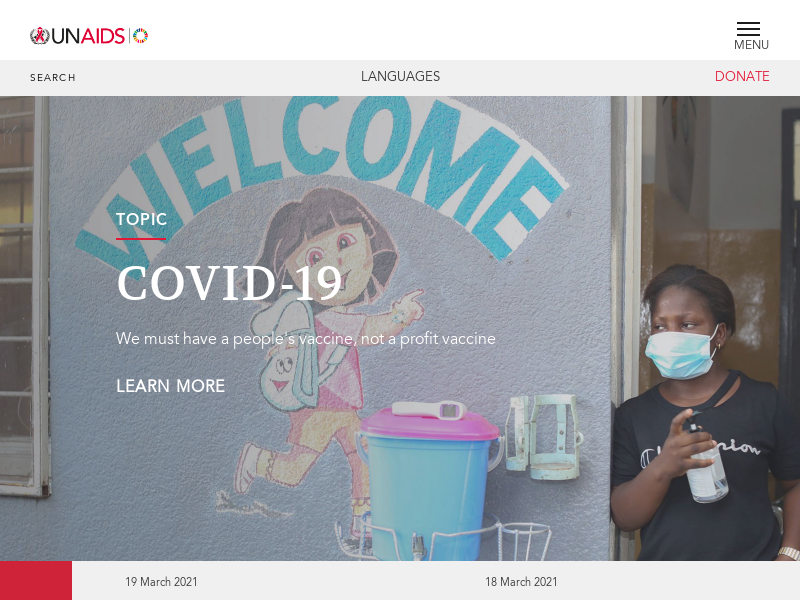 UNAIDS
MENU
SEARCH
LANGUAGES
DONATE
WELCOME
TOPIC
COVID-19
We must have a people's vaccine, not a profit vaccine
LEARN MORE
Champion
19 March 2021
18 March 2021